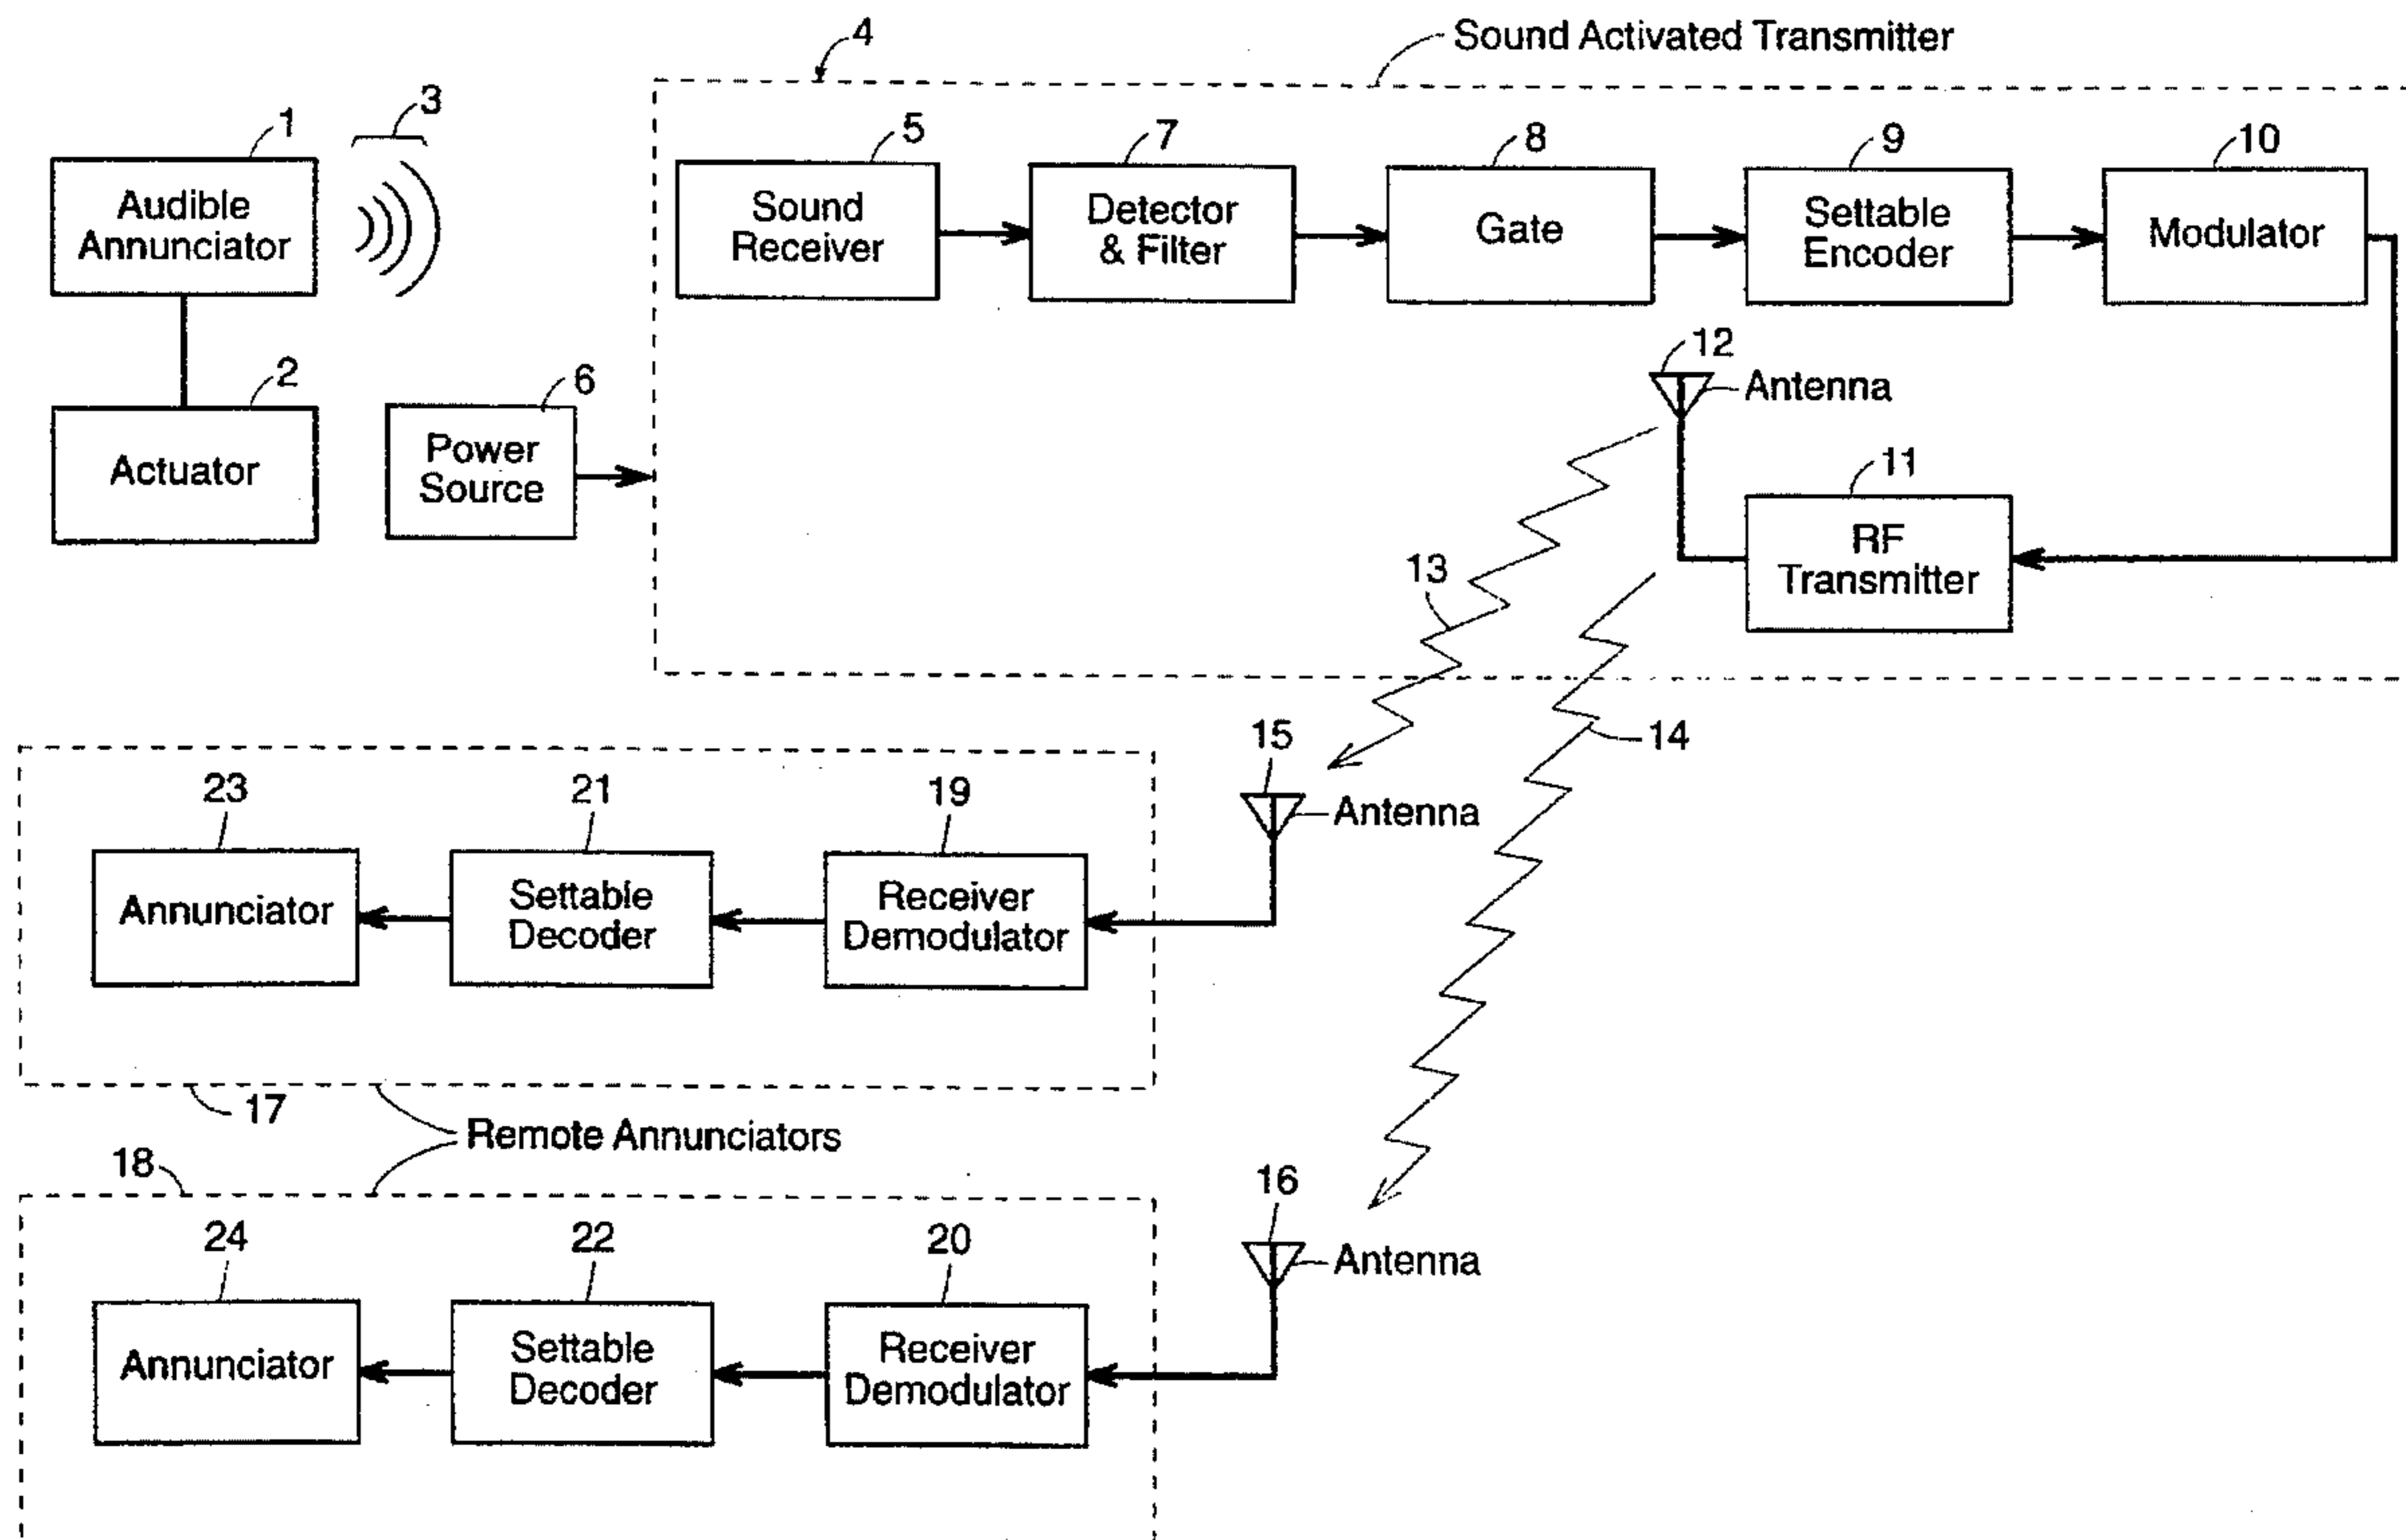 4
Sound Activated Transmitter
3
1
5
7
8
9
10
Audible
Annunciator
Sound
Receiver
Detector
& Filter
Gate
Settable
Encoder
Modulator
2
6
12
Antenna
Actuator
Power
Source
11
RF
Transmitter
13
14
15
Antenna
23
21
19
Annunciator
Settable
Decoder
Receiver
Demodulator
17
Remote Annunciators
18
16
Antenna
24
22
20
Annunciator
Settable
Decoder
Receiver
Demodulator